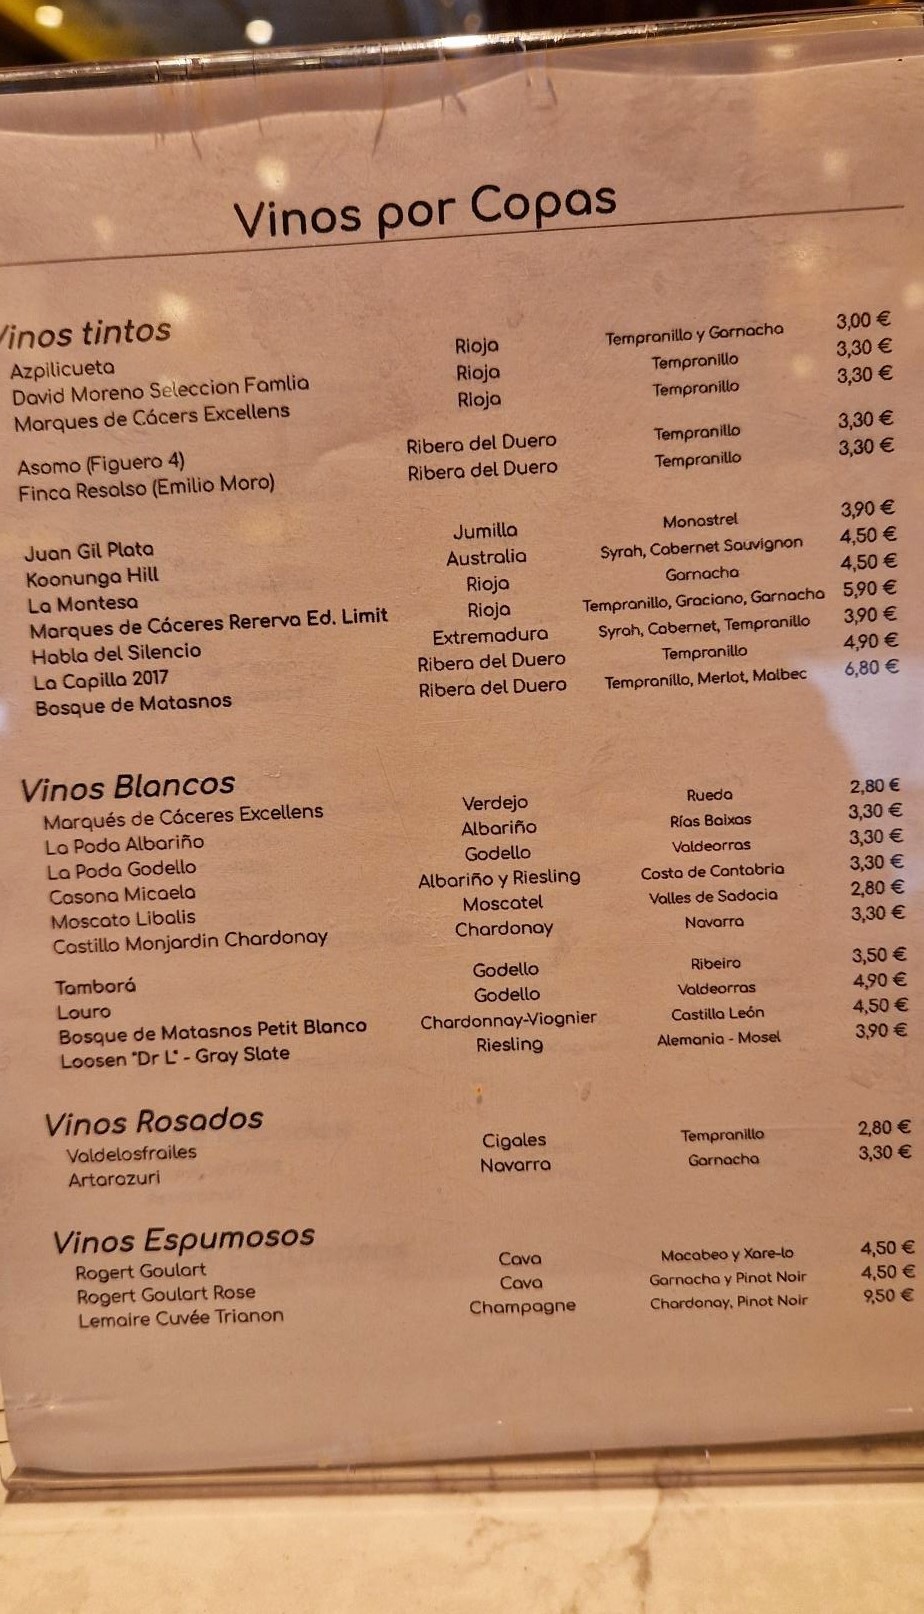 Vinos por Copas
Vinos tintos
Azpilicueta Rioja Tempranillo y Garnacha 3,00 €
David Moreno Seleccion Famlia Rioja Tempranillo 3,30 €
Marques de Cácers Excellens Rioja Tempranillo 3,30 €
Asomo (Figuero 4) Ribera del Duero Tempranillo 3,30 €
Finca Resalso (Emilio Moro) Ribera del Duero Tempranillo 3,30 €
Juan Gil Plata Jumilla Monastrel 3,90 €
Koonunga Hill Australia Syrah, Cabernet Sauvignon 4,50 €
La Montesa Rioja Garnacha 4,50 €
Marques de Cáceres Rererva Ed. Limit Rioja Tempranillo, Graciano, Garnacha 5,90 €
Habla del Silencio Extremadura Syrah, Cabernet, Tempranillo 3,90 €
La Capilla 2017 Ribera del Duero Tempranillo 4,90 €
Bosque de Matasnos Ribera del Duero Tempranillo, Merlot, Malbec 6,80 €
Vinos Blancos
Marqués de Cáceres Excellens Verdejo Rueda 2,80 €
La Poda Albariño Albariño Rías Baixas 3,30 €
La Poda Godello Godello Valdeorras 3,30 €
Casona Micaela Albariño y Riesling Costa de Cantabria 3,30 €
Moscato Libalis Moscatel Valles de Sadacia 2,80 €
Castillo Monjardin Chardonay Chardonay Navarra 3,30 €
Tamborá Godello Ribeiro 3,50 €
Louro Godello Valdeorras 4,90 €
Bosque de Matasnos Petit Blanco Chardonnay-Viognier Castilla León 4,50 €
Loosen "Dr L" - Gray Slate Riesling Alemania - Mosel 3,90 €
Vinos Rosados
Valdelosfrailes Cigales Tempranillo 2,80 €
Artarazuri Navarra Garnacha 3,30 €
Vinos Espumosos
Rogert Goulart Cava Macabeo y Xare-lo 4,50 €
Rogert Goulart Rose Cava Garnacha y Pinot Noir 4,50 €
Lemaire Cuvée Trianon Champagne Chardonay, Pinot Noir 9,50 €